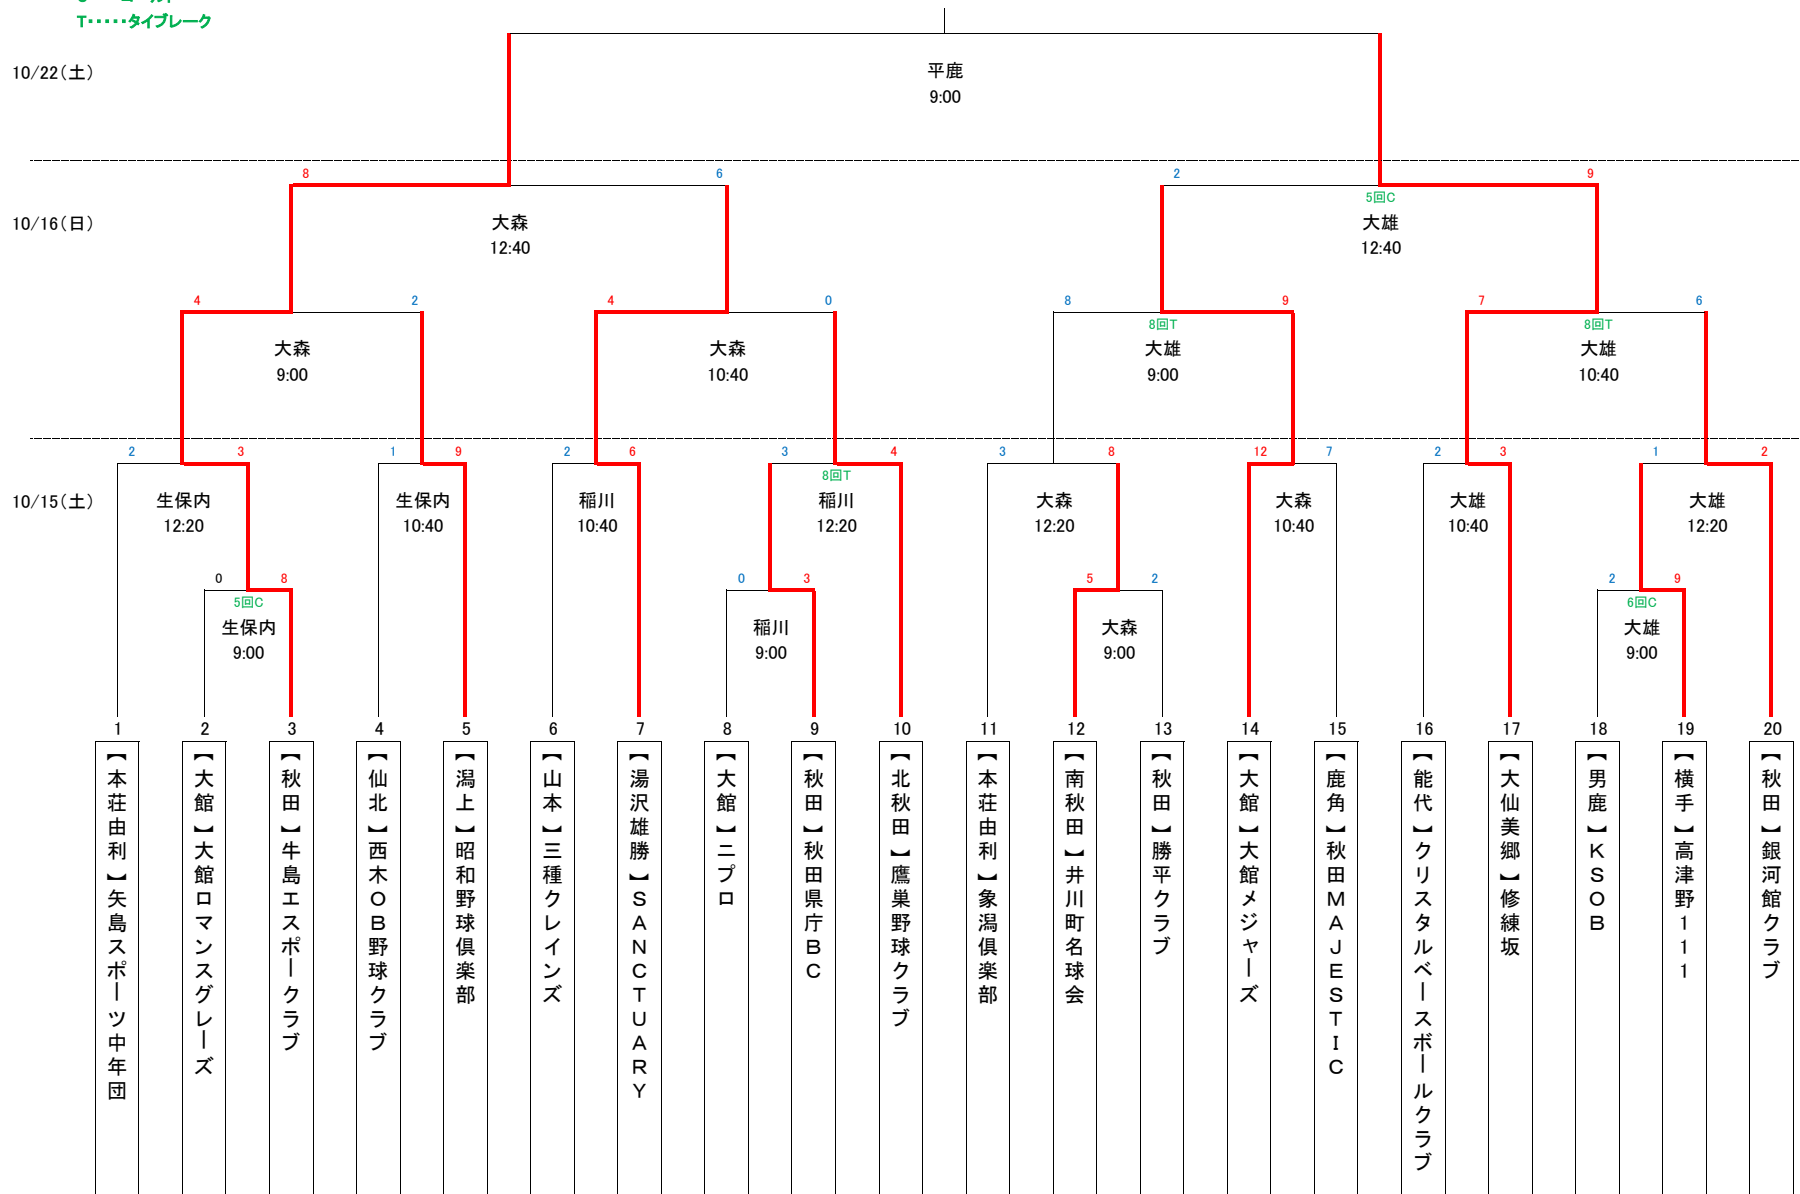 T・・・・・タイブレーク
10/22(土)
平鹿
9:00
8
6
2
9
5回C
10/16(日)
大森
12:40
大雄
12:40
4
2
4
0
8
9
7
6
8回T
8回T
大森
9:00
大森
10:40
大雄
9:00
大雄
10:40
2
3
1
9
2
6
3
4
3
8
12
7
2
3
1
2
8回T
10/15(土)
生保内
12:20
生保内
10:40
稲川
10:40
稲川
12:20
大森
12:20
大森
10:40
大雄
10:40
大雄
12:20
0
8
0
3
5
2
2
9
5回C
6回C
生保内
9:00
稲川
9:00
大森
9:00
大雄
9:00
1
2
3
4
5
6
7
8
9
10
11
12
13
14
15
16
17
18
19
20
【本荘由利】矢島スポーツ中年団
【大館】大館ロマンスグレーズ
【秋田】牛島エスポークラブ
【仙北】西木OB野球クラブ
【潟上】昭和野球倶楽部
【山本】三種クレインズ
【湯沢雄勝】SANCTUARY
【大館】ニプロ
【秋田】秋田県庁BC
【北秋田】鷹巣野球クラブ
【本荘由利】象潟倶楽部
【南秋田】井川町名球会
【秋田】勝平クラブ
【大館】大館メジャーズ
【鹿角】秋田MAJESTIC
【能代】クリスタルベースボールクラブ
【大仙美郷】修練坂
【男鹿】KSOB
【横手】高津野111
【秋田】銀河館クラブ